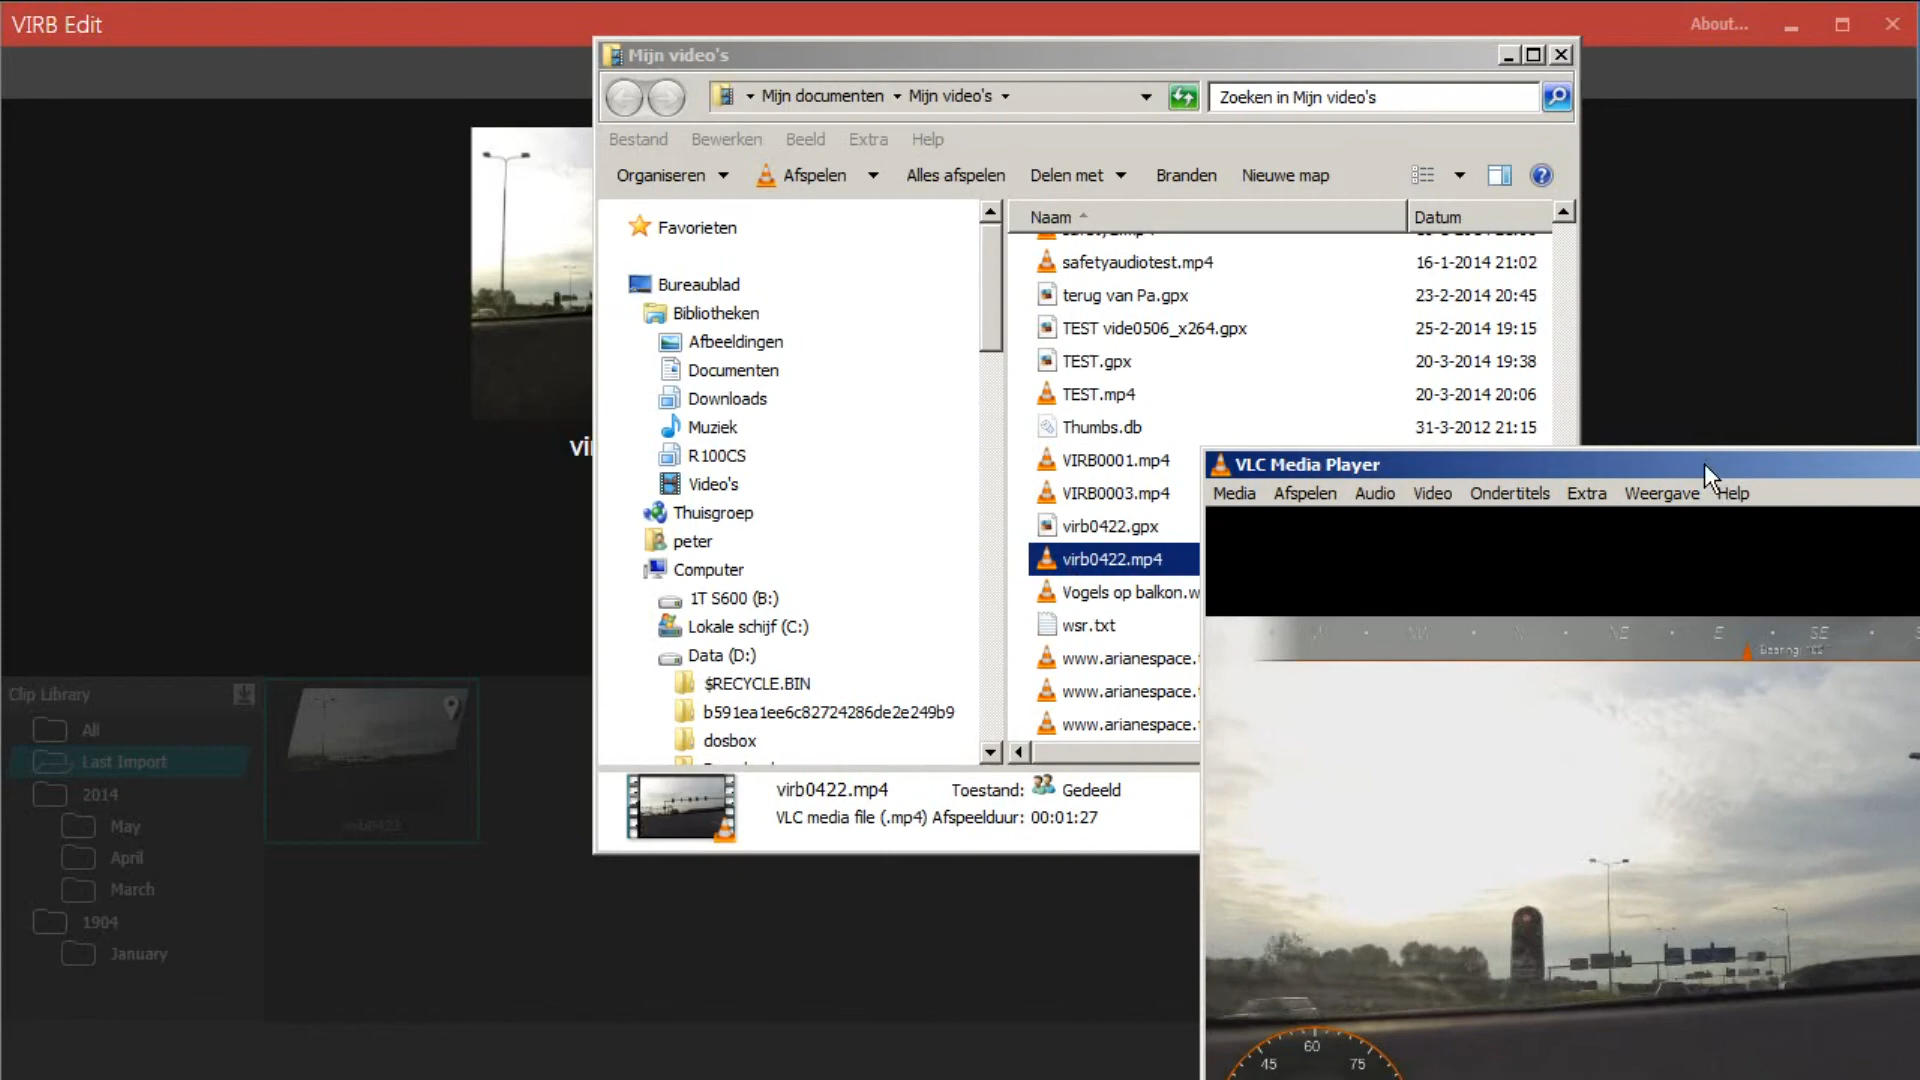 VIRB Edit
About...
Mijn video's
Mijn documenten
Mijn video's
Zoeken in Mijn video's
Bestand
Bewerken
Beeld
Extra
Help
Organiseren
Afspelen
Alles afspelen
Delen met
Branden
Nieuwe map
Favorieten
Bureaublad
Bibliotheken
Afbeeldingen
Documenten
Downloads
Muziek
R100CS
Video's
Thuisgroep
peter
Computer
1T S600 (B:)
Lokale schijf (C:)
Data (D:)
$RECYCLE.BIN
b591ea1ee6c82724286de2e249b9
dosbox
Naam
Datum
safetyaudiotest.mp4 16-1-2014 21:02
terug van Pa.gpx 23-2-2014 20:45
TEST vide0506_x264.gpx 25-2-2014 19:15
TEST.gpx 20-3-2014 19:38
TEST.mp4 20-3-2014 20:06
Thumbs.db 31-3-2012 21:15
VIRB0001.mp4
VIRB0003.mp4
virb0422.gpx
virb0422.mp4
Vogels op balkon.w
wsr.txt
www.arianespace.
www.arianespace.
www.arianespace.
virb0422.mp4 Toestand: Gedeeld
VLC media file (.mp4) Afspeelduur: 00:01:27
VLC Media Player
Media
Afspelen
Audio
Video
Ondertitels
Extra
Weergave
Help
N
NE
E
SE
45
60
75
vi
Clip Library
All
Last Import
2014
May
April
March
1904
January